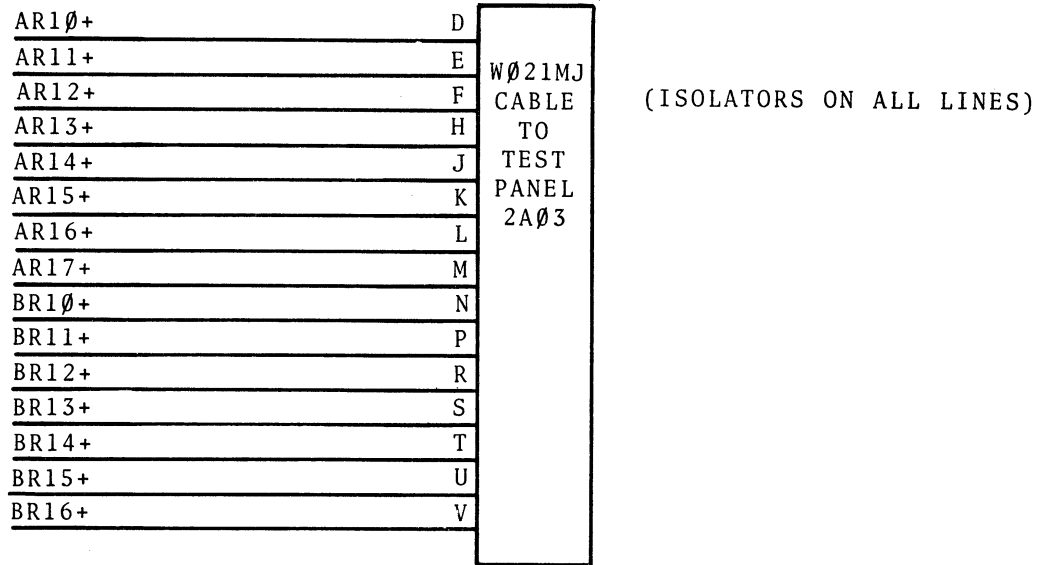 AR1Ø+ D
AR11+ E
AR12+ F
AR13+ H
AR14+ J
AR15+ K
AR16+ L
AR17+ M
BR1Ø+ N
BR11+ P
BR12+ R
BR13+ S
BR14+ T
BR15+ U
BR16+ V
WØ21MJ
CABLE
TO
TEST
PANEL
2AØ3
(ISOLATORS ON ALL LINES)